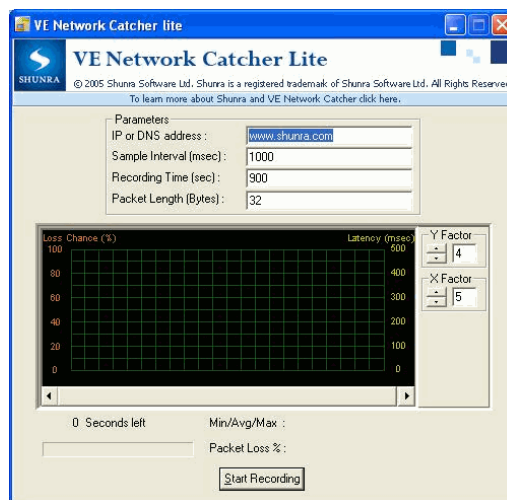 VE Network Catcher lite
VE Network Catcher Lite
SHUNRA
© 2005 Shunra Software Ltd. Shunra is a registered trademark of Shunra Software Ltd. All Rights Reserve
To learn more about Shunra and VE Network Catcher click here.
Parameters
IP or DNS address :
www.shunra.com
Sample Interval (msec) :
1000
Recording Time (sec) :
900
Packet Length (Bytes) :
32
Loss Chance (%)
Latency (msec)
100
80
60
40
20
0
500
400
300
200
100
0
Y Factor
4
X Factor
5
0 Seconds left
Min/Avg/Max :
Packet Loss % :
Start Recording